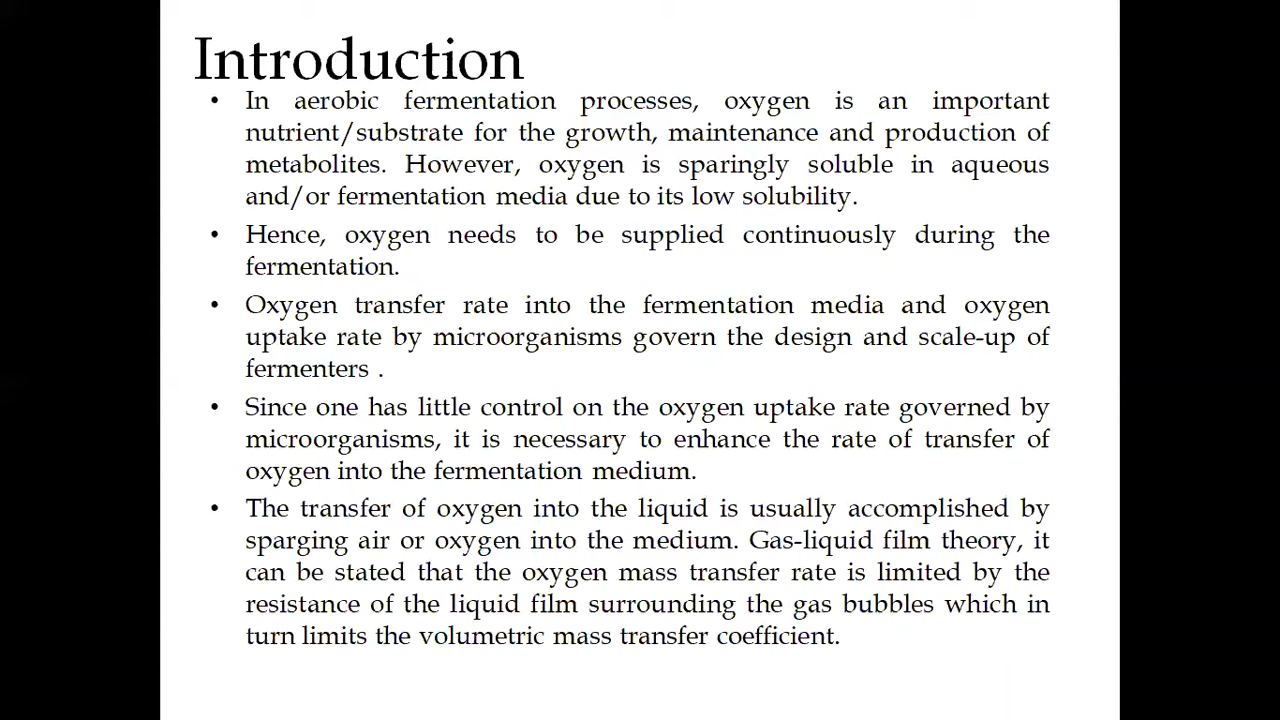 Introduction
• In aerobic fermentation processes, oxygen is an important
nutrient/substrate for the growth, maintenance and production of
metabolites. However, oxygen is sparingly soluble in aqueous
and/or fermentation media due to its low solubility.
• Hence, oxygen needs to be supplied continuously during the
fermentation.
• Oxygen transfer rate into the fermentation media and oxygen
uptake rate by microorganisms govern the design and scale-up of
fermenters .
• Since one has little control on the oxygen uptake rate governed by
microorganisms, it is necessary to enhance the rate of transfer of
oxygen into the fermentation medium.
• The transfer of oxygen into the liquid is usually accomplished by
sparging air or oxygen into the medium. Gas-liquid film theory, it
can be stated that the oxygen mass transfer rate is limited by the
resistance of the liquid film surrounding the gas bubbles which in
turn limits the volumetric mass transfer coefficient.